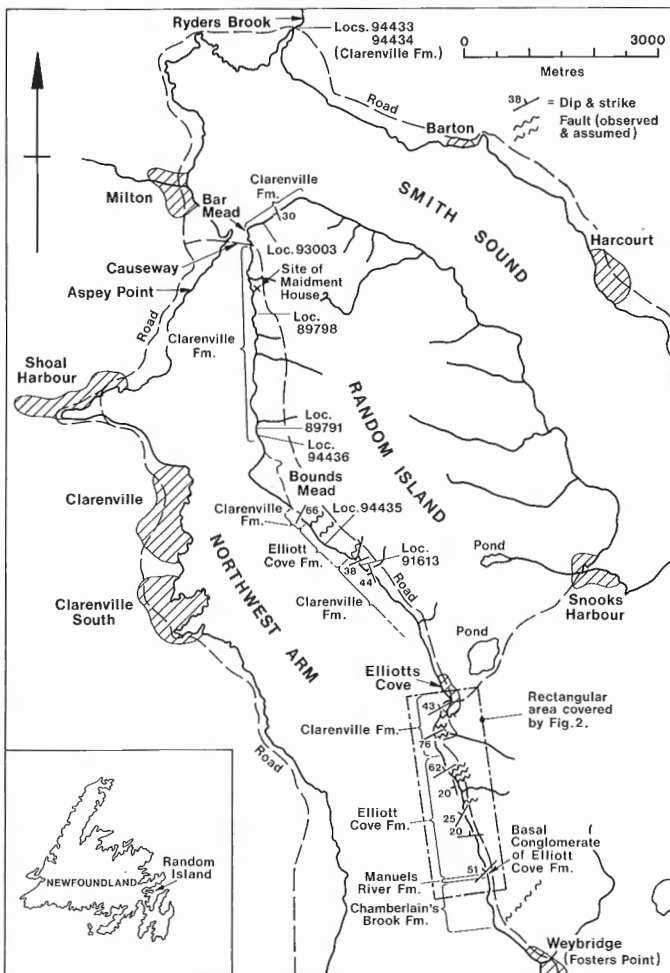 Ryders Brook
Locs. 94433
94434
(Clarenville Fm.)
0 3000
Metres
38 = Dip & strike
Fault (observed
& assumed)
Road
Barton
Clarenville
Fm.
30
Milton
Bar
Mead
SMITH SOUND
Harcourt
Loc. 93003
Causeway
Site of
Maidment
House
Aspey Point
Road
Loc.
89798
Clarenville
Fm.
Shoal
Harbour
RANDOM ISLAND
Loc.
89791
Loc.
94436
Bounds
Mead
Clarenville
66
Loc. 94435
Clarenville
Fm.
Elliott
Cove Fm.
38
44
Loc.
91613
Road
Pond
Snooks
Harbour
Clarenville
Fm.
Clarenville
South
NORTHWEST ARM
Pond
Elliotts
Cove
Rectangular
area covered
by Fig.2.
43
Clarenville Fm.
76
Road
62
20
Elliott
Cove Fm.
25
20
Basal
Conglomerate
of Elliott
Cove Fm.
Manuels
River Fm.
51
Chamberlain's
Brook Fm.
Weybridge
(Fosters Point)
NEWFOUNDLAND
Random
Island